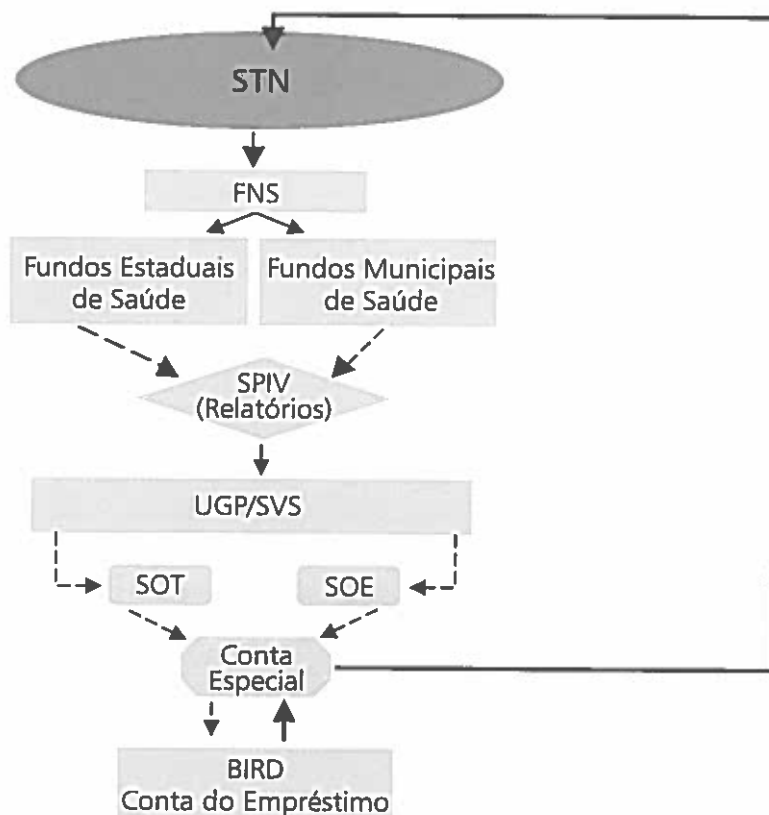 STN
FNS
Fundos Estaduais
de Saúde
Fundos Municipais
de Saúde
SPIV
(Relatórios)
UGP/SVS
SOT
SOE
Conta
Especial
BIRD
Conta do Empréstimo